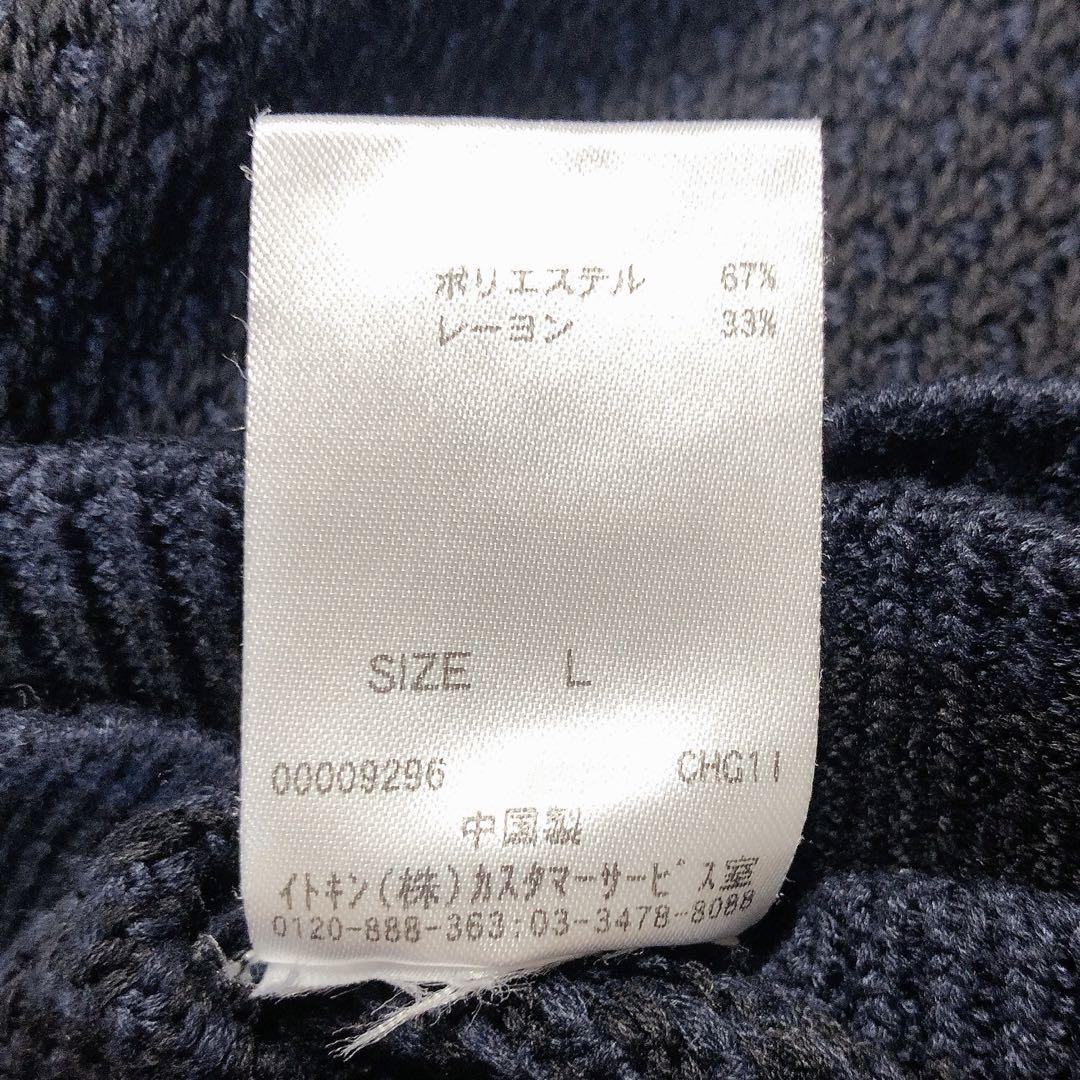 ポリエステル 67%
レーヨン 33%
SIZE L
00009296 CHG11
中国製
イトキン(株)カスタマーサービス室
0120-888-363:03-3478-8088